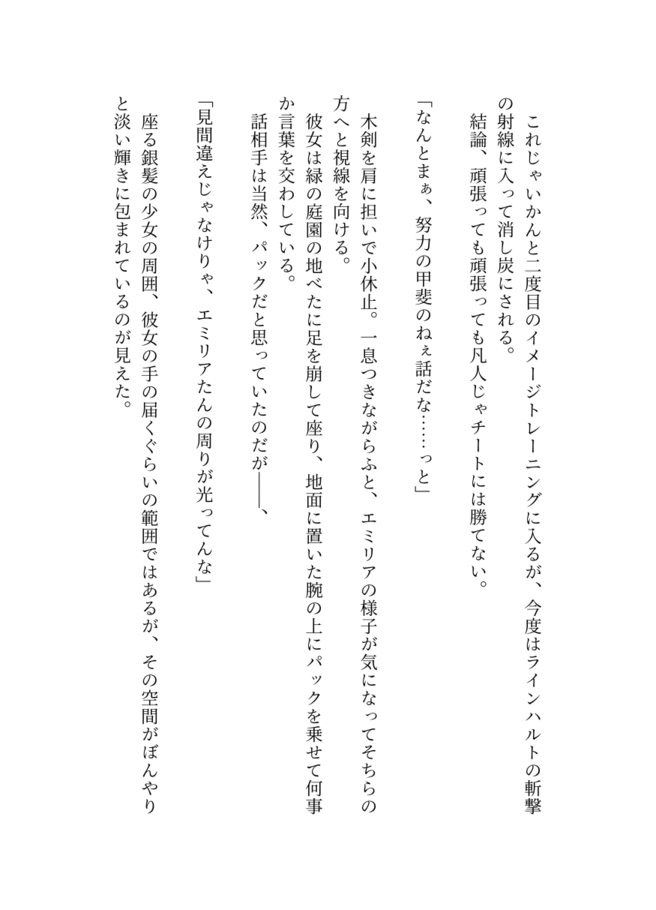 これじゃいかんと二度目のイメージトレーニングに入るが、今度はラインハルトの斬撃
の射線に入って消し炭にされる。
　結論、頑張っても頑張っても凡人じゃチートには勝てない。
「なんとまぁ、努力の甲斐のねぇ話だな……っと」
　木剣を肩に担いで小休止。一息つきながらふと、エミリアの様子が気になってそちらの
方へと視線を向ける。
　彼女は緑の庭園の地べたに足を崩して座り、地面に置いた腕の上にパックを乗せて何事
か言葉を交わしている。
　話相手は当然、パックだと思っていたのだが――、
「見間違えじゃなけりゃ、エミリアたんの周りが光ってんな」
　座る銀髪の少女の周囲、彼女の手の届くぐらいの範囲ではあるが、その空間がぼんやり
と淡い輝きに包まれているのが見えた。